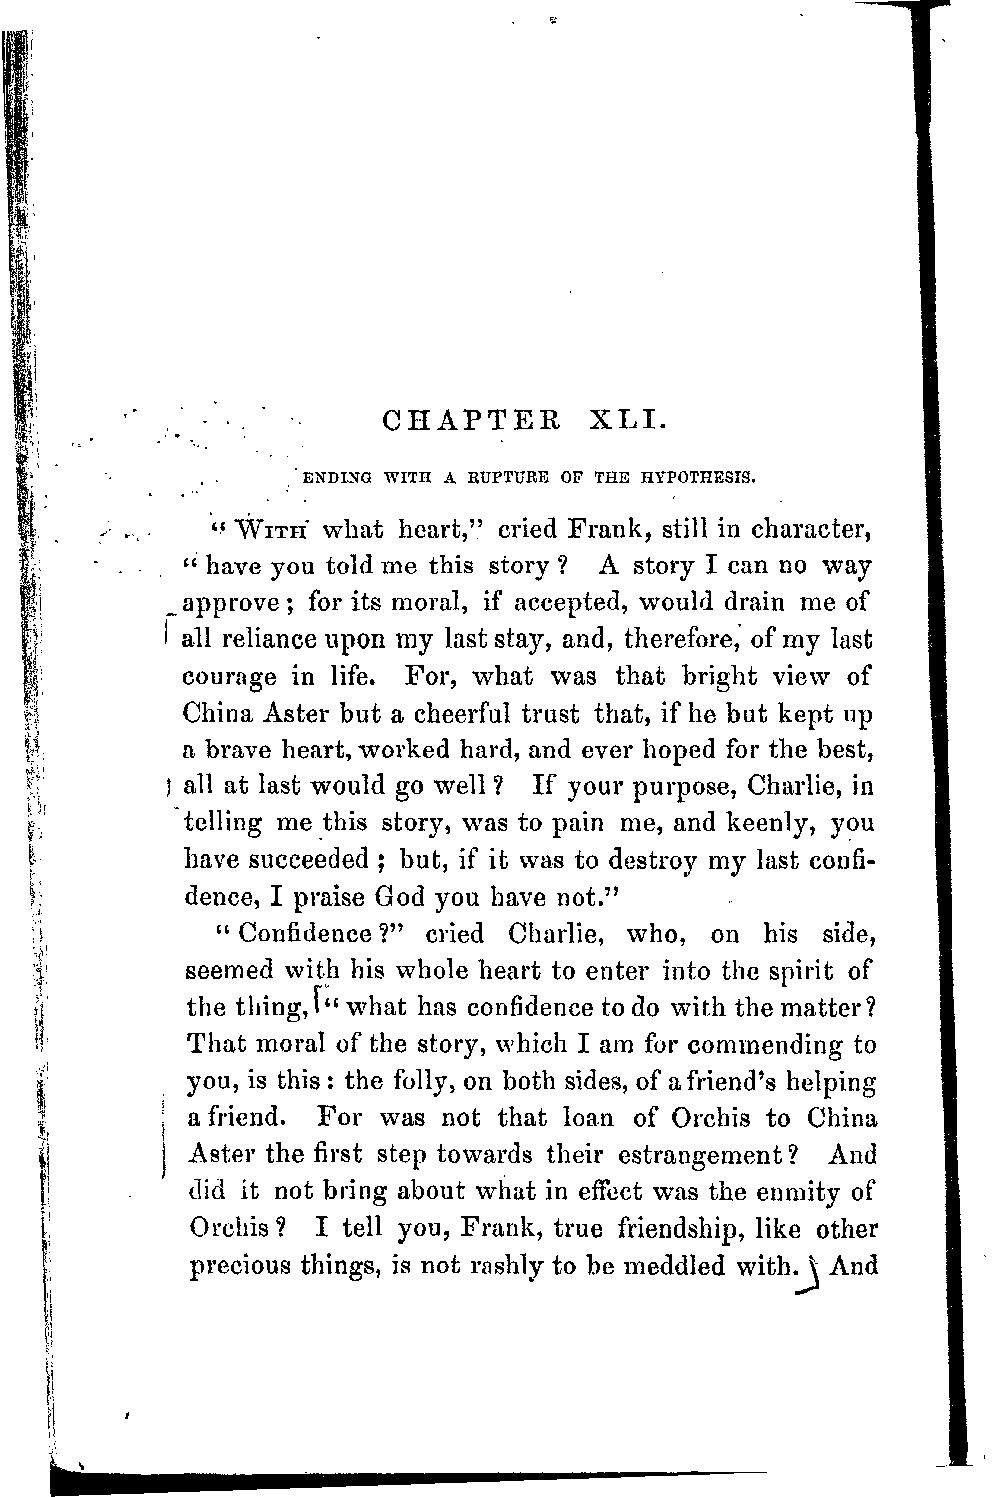 CHAPTER XLI.
ENDING WITH A RUPTURE OF THE HYPOTHESIS.
“WITH what heart,” cried Frank, still in character,
“have you told me this story? A story I can no way
approve; for its moral, if accepted, would drain me of
all reliance upon my last stay, and, therefore, of my last
courage in life. For, what was that bright view of
China Aster but a cheerful trust that, if he but kept up
a brave heart, worked hard, and ever hoped for the best,
all at last would go well? If your purpose, Charlie, in
telling me this story, was to pain me, and keenly, you
have succeeded; but, if it was to destroy my last confi-
dence, I praise God you have not.”
“Confidence?” cried Charlie, who, on his side,
seemed with his whole heart to enter into the spirit of
the thing, “what has confidence to do with the matter?
That moral of the story, which I am for commending to
you, is this: the folly, on both sides, of a friend's helping
a friend. For was not that loan of Orchis to China
Aster the first step towards their estrangement? And
did it not bring about what in effect was the enmity of
Orchis? I tell you, Frank, true friendship, like other
precious things, is not rashly to be meddled with. And